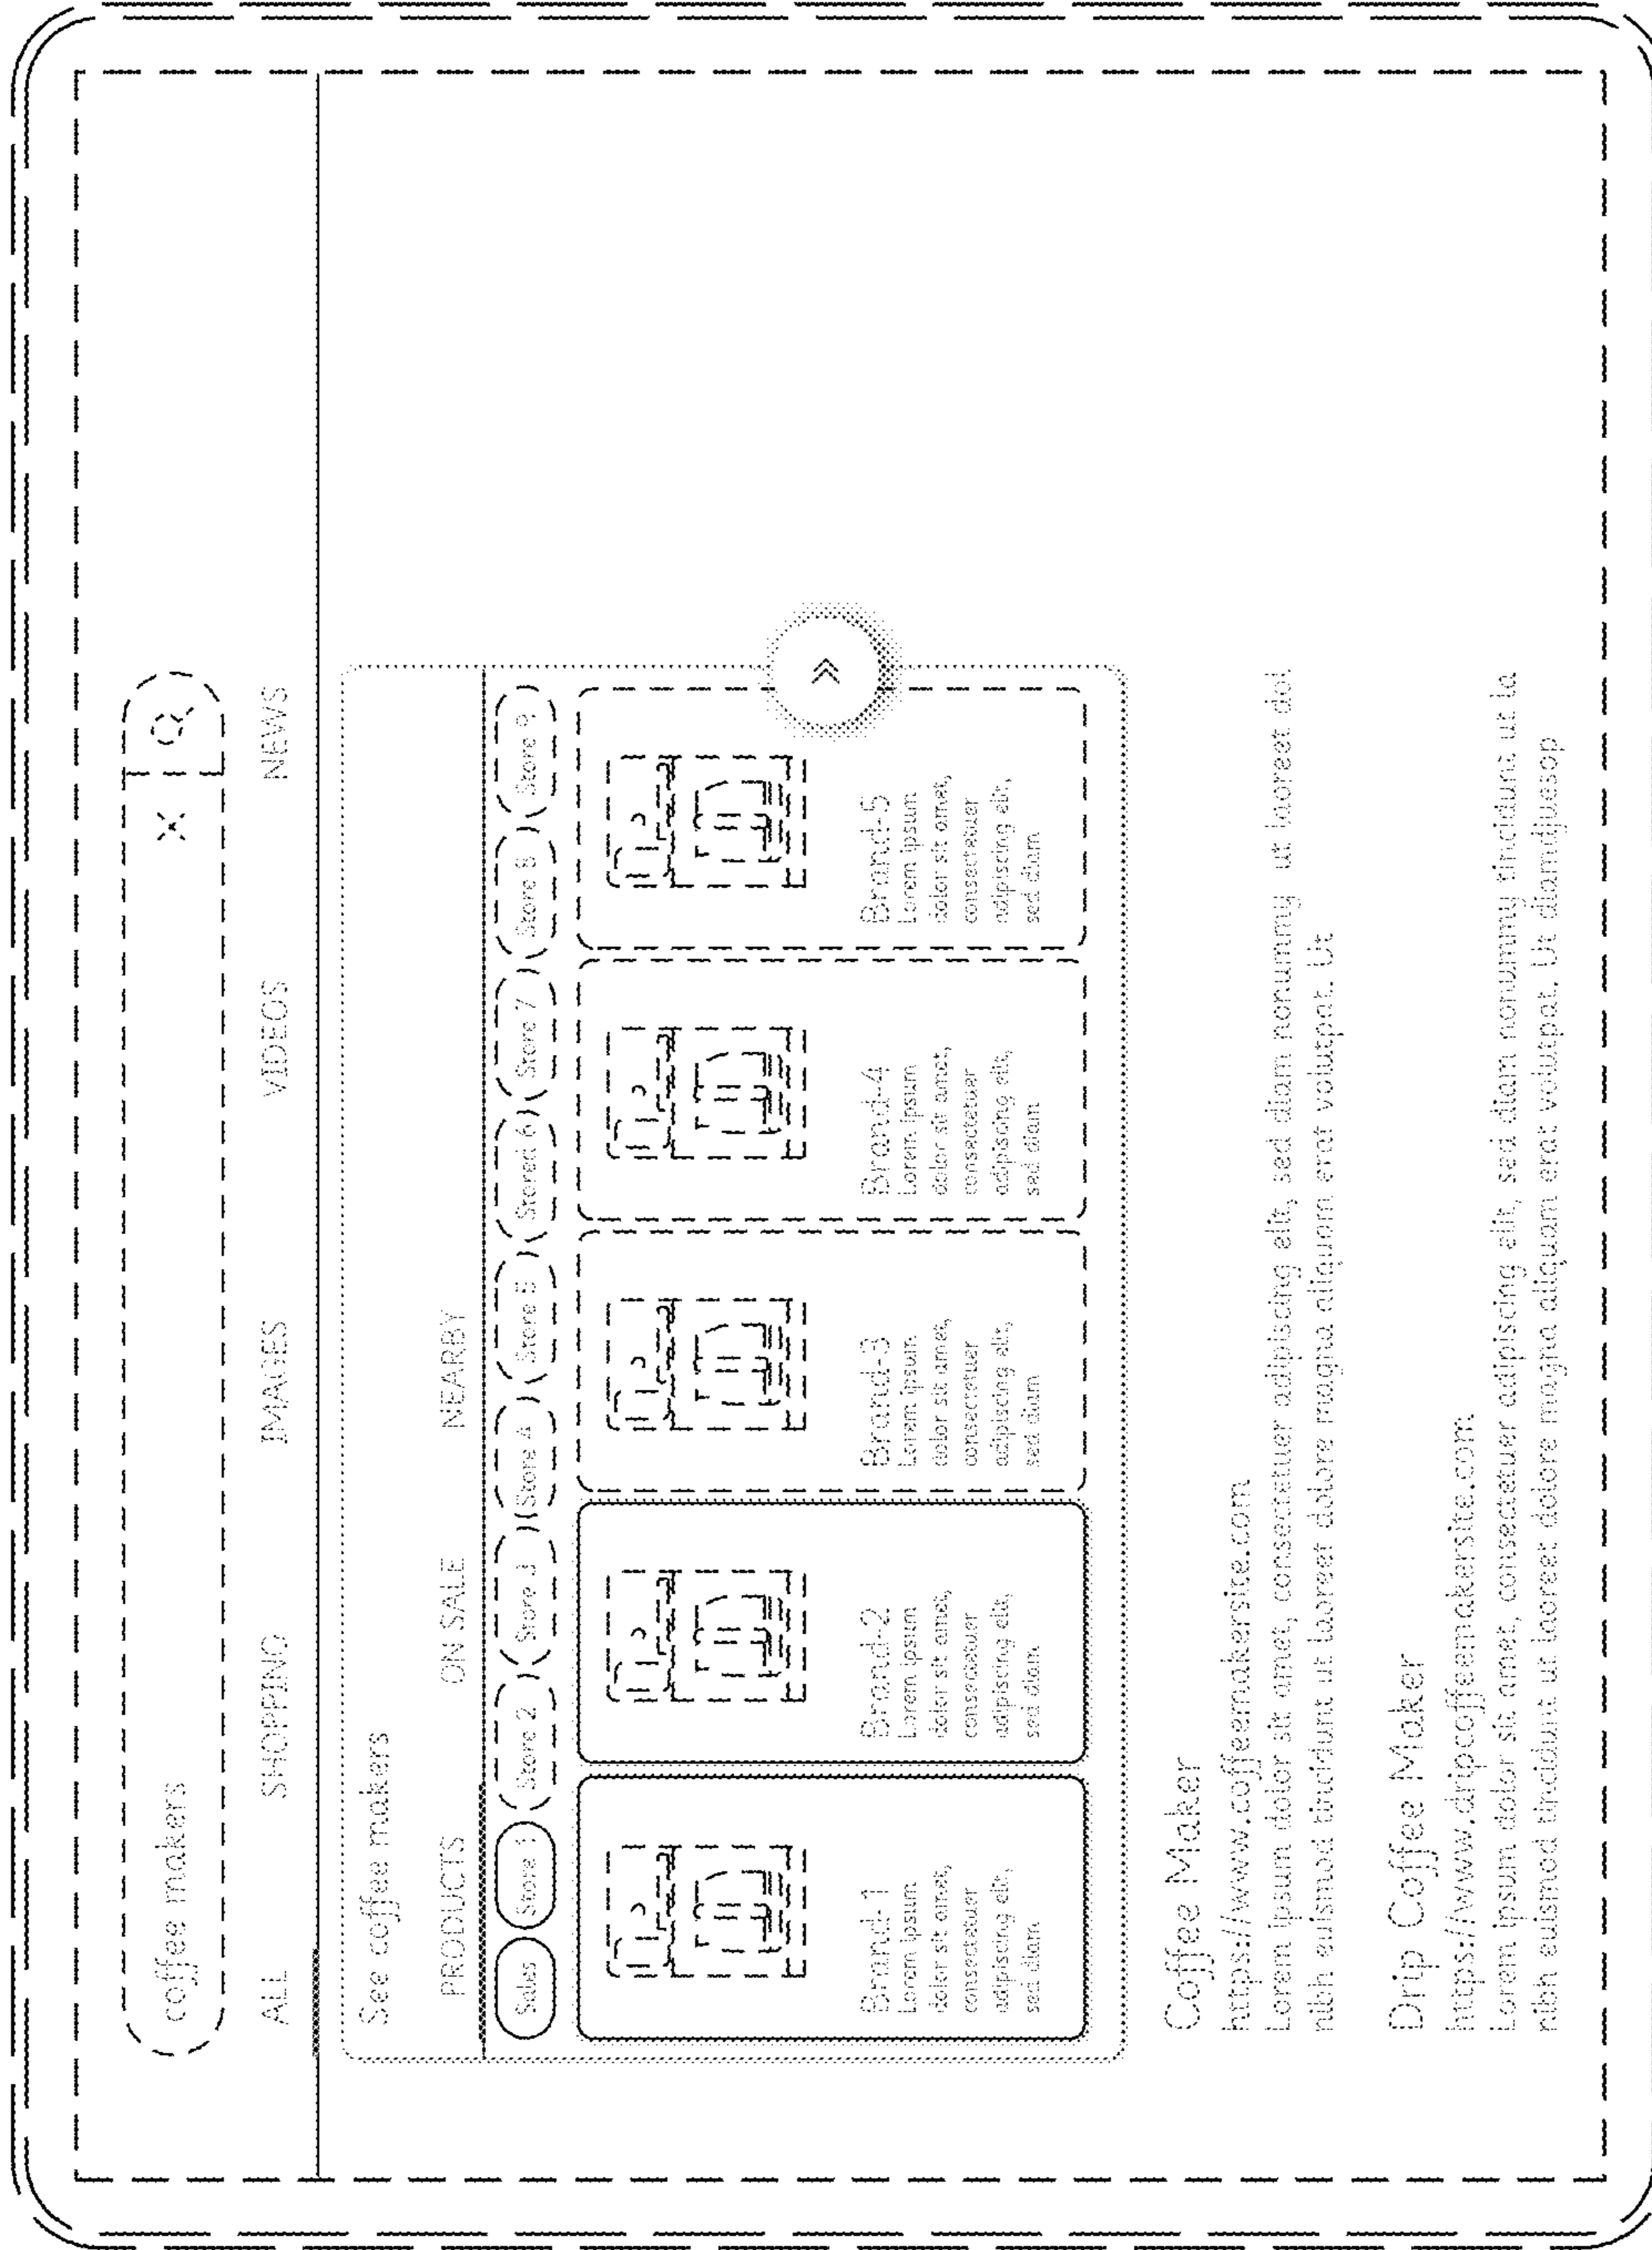 coffee makers X
ALL SHOPPING IMAGES VIDEOS NEWS
See coffee makers
PRODUCTS ON SALE NEARBY
Sales Store 1 Store 2 Store 3 Store 4 Store 5 Stored 6 Store 7 Store 8 Store 9
Brand-1
Lorem ipsum
dolor sit amet,
consectetuer
adipiscing elit,
sed diam
Brand-2
Lorem ipsum
dolor sit amet,
consectetuer
adipiscing elit,
sed diam
Brand-3
Lorem ipsum
dolor sit amet,
consectetuer
adipiscing elit,
sed diam
Brand-4
Lorem ipsum
dolor sit amet,
consectetuer
adipiscing elit,
sed diam
Brand-5
Lorem ipsum
dolor sit amet,
consectetuer
adipiscing elit,
sed diam
Coffee Maker
https://www.coffeemakersite.com
Lorem ipsum dolor sit amet, consectetuer adipiscing elit, sed diam nonummy ut laoreet dol
nibh euismod tincidunt ut laoreet dolore magna aliquam erat volutpat. Ut
Drip Coffee Maker
https://www.dripcoffeemakersite.com
Lorem ipsum dolor sit amet, consectetuer adipiscing elit, sed diam nonummy tincidunt ut la
nibh euismod tincidunt ut laoreet dolore magna aliquam erat volutpat. Ut diamdjuesop